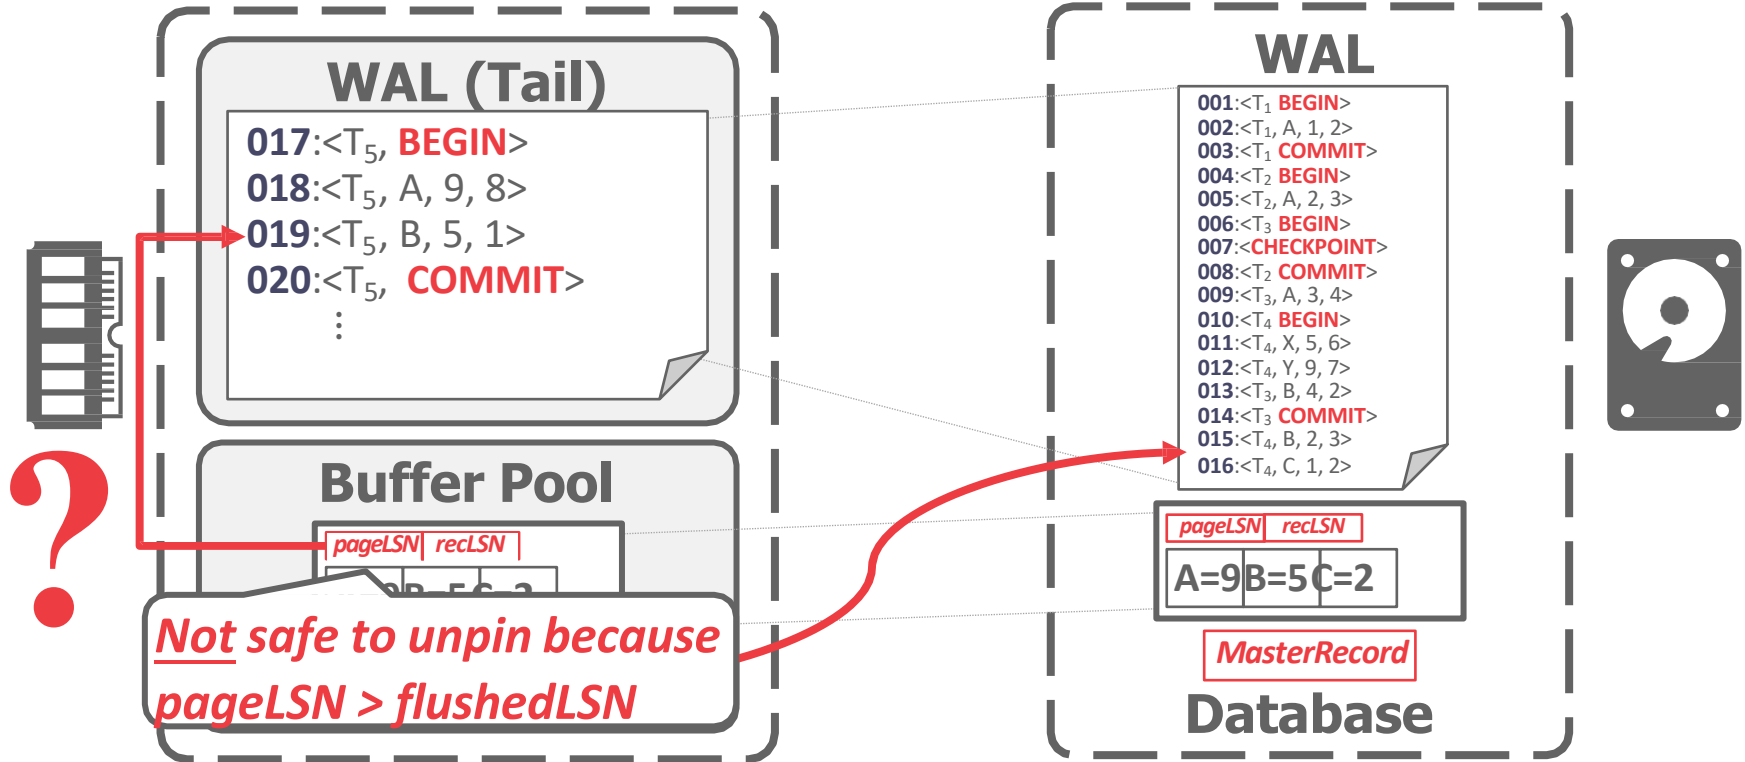 WAL (Tail)
017:<T5, BEGIN>
018:<T5, A, 9, 8>
019:<T5, B, 5, 1>
020:<T5, COMMIT>
⋮
?
Buffer Pool
pageLSN recLSN
Not safe to unpin because
pageLSN > flushedLSN
WAL
001:<T1 BEGIN>
002:<T1, A, 1, 2>
003:<T1 COMMIT>
004:<T2 BEGIN>
005:<T2, A, 2, 3>
006:<T3 BEGIN>
007:<CHECKPOINT>
008:<T2 COMMIT>
009:<T3, A, 3, 4>
010:<T4 BEGIN>
011:<T4, X, 5, 6>
012:<T4, Y, 9, 7>
013:<T3, B, 4, 2>
014:<T3 COMMIT>
015:<T4, B, 2, 3>
016:<T4, C, 1, 2>
pageLSN recLSN
A=9 B=5 C=2
MasterRecord
Database